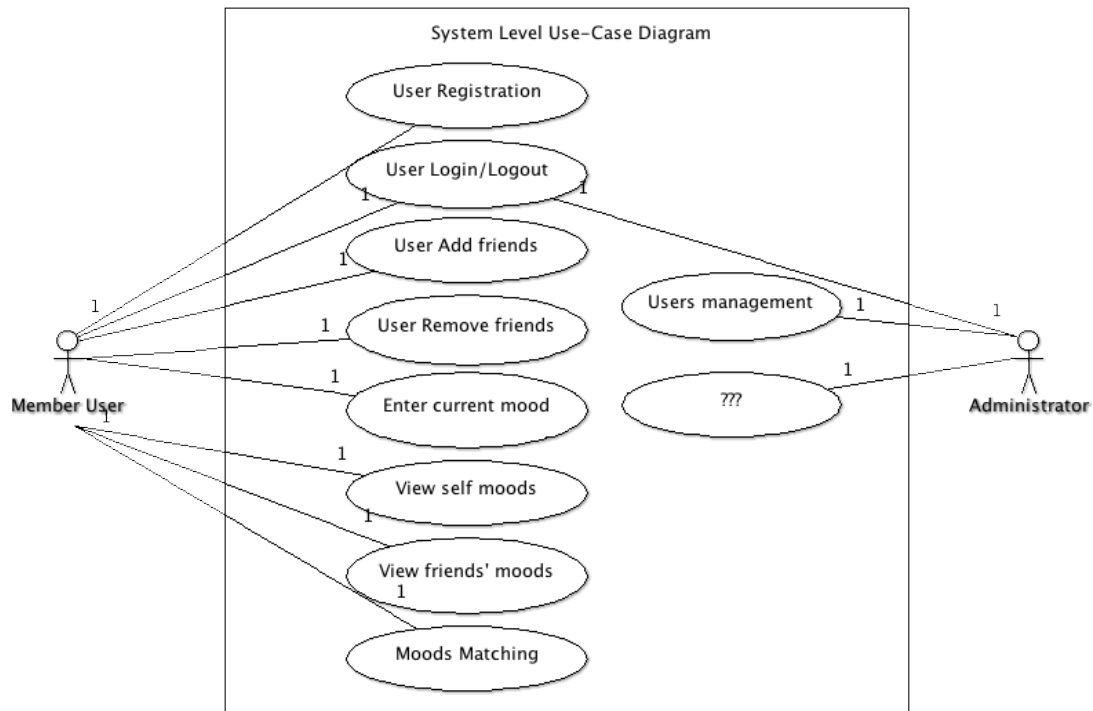 System Level Use-Case Diagram
User Registration
User Login/Logout
1
1
User Add friends
1
Users management
1
1
1
User Remove friends
1
1
1
Enter current mood
???
Member User
Administrator
1
View self moods
1
1
View friends' moods
1
Moods Matching